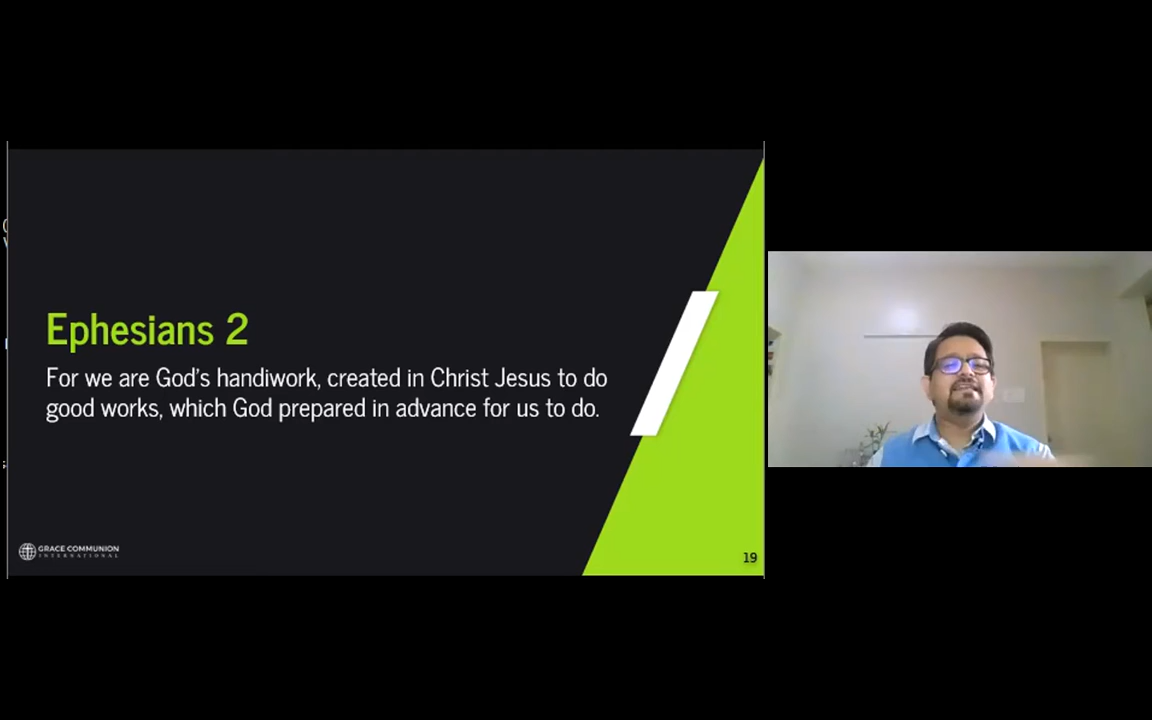 Ephesians 2
For we are God's handiwork, created in Christ Jesus to do
good works, which God prepared in advance for us to do.
GRACE COMMUNION
INTERNATIONAL
19